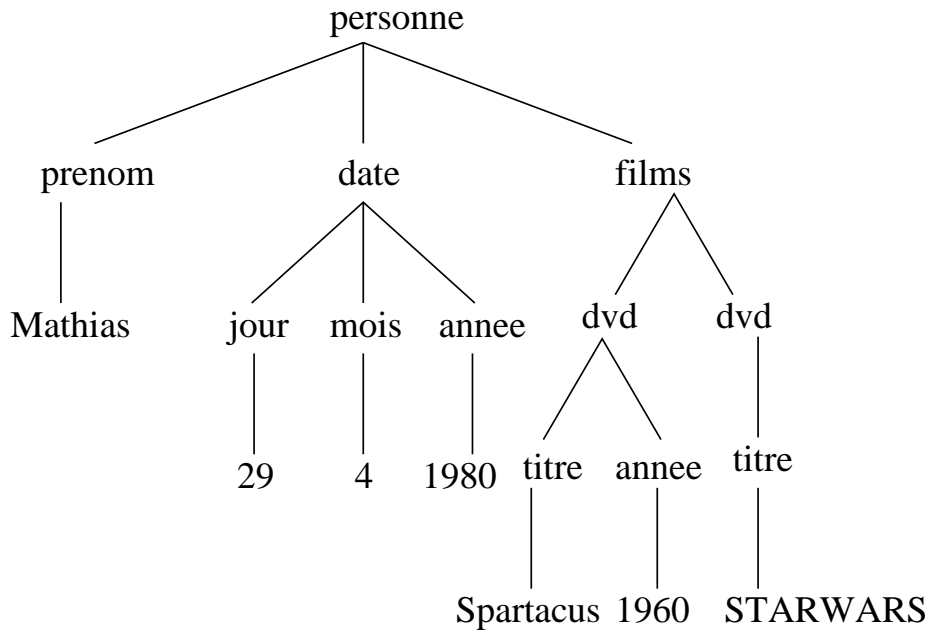 personne
prenom date films
Mathias jour mois annee dvd dvd
29 4 1980 titre annee titre
Spartacus 1960 STARWARS